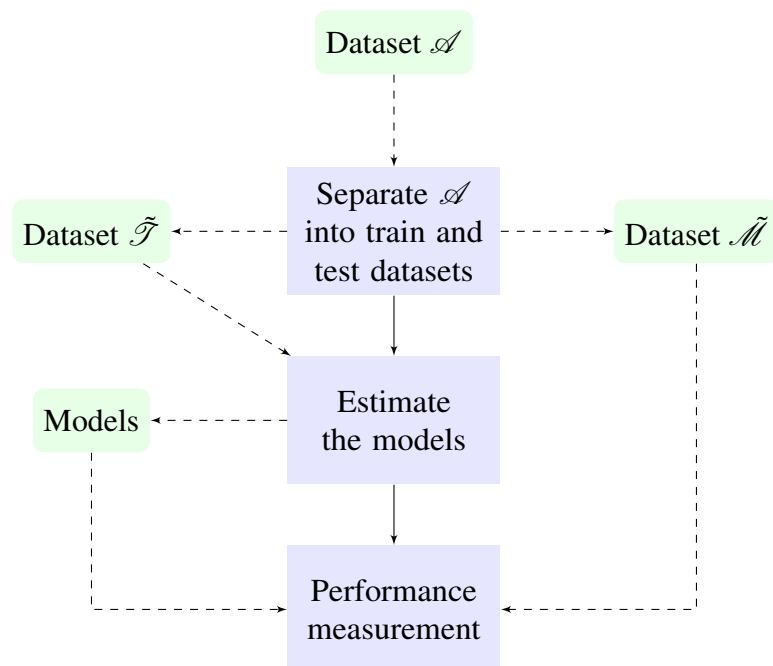 Dataset 𝒜
Separate 𝒜
into train and
test datasets
Dataset 𝒯̃
Dataset ℳ̃
Estimate
the models
Models
Performance
measurement